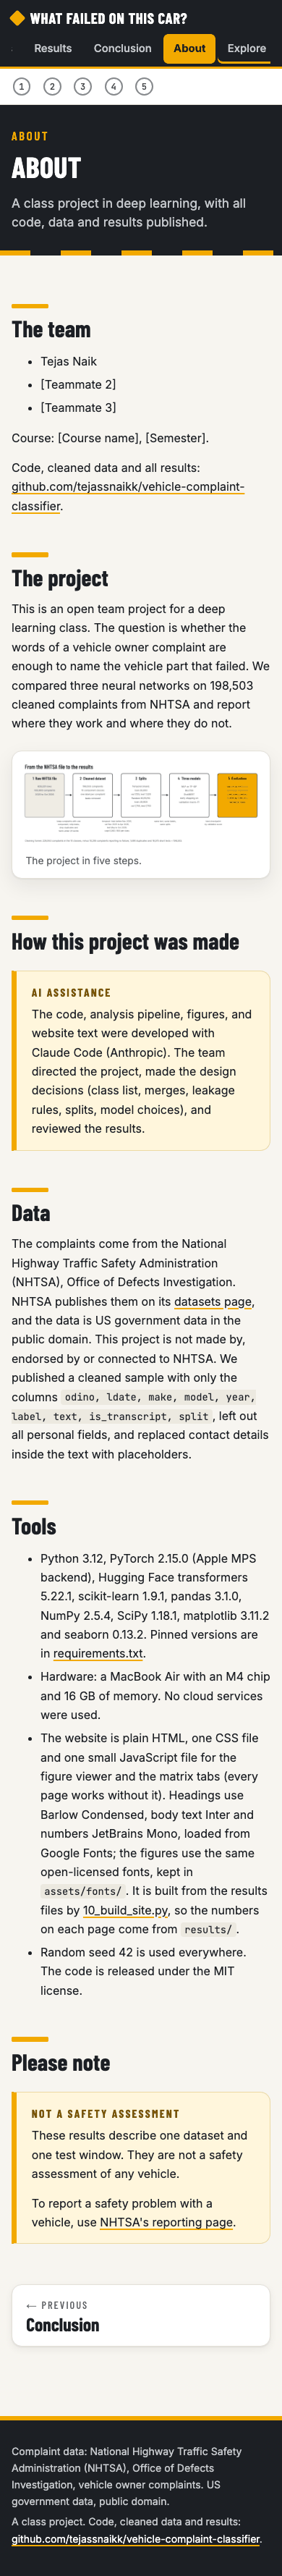 WHAT FAILED ON THIS CAR?
Results Conclusion About Explore
1 2 3 4 5
ABOUT
ABOUT
A class project in deep learning, with all
code, data and results published.
The team
• Tejas Naik
• [Teammate 2]
• [Teammate 3]
Course: [Course name], [Semester].
Code, cleaned data and all results:
github.com/tejassnaikk/vehicle-complaint-
classifier.
The project
This is an open team project for a deep
learning class. The question is whether the
words of a vehicle owner complaint are
enough to name the vehicle part that failed. We
compared three neural networks on 198,503
cleaned complaints from NHTSA and report
where they work and where they do not.
From the NHTSA file to the results
1 Raw NHTSA file 2 Cleaned dataset 3 Splits 4 Three models 5 Evaluation
The project in five steps.
How this project was made
AI ASSISTANCE
The code, analysis pipeline, figures, and
website text were developed with
Claude Code (Anthropic). The team
directed the project, made the design
decisions (class list, merges, leakage
rules, splits, model choices), and
reviewed the results.
Data
The complaints come from the National
Highway Traffic Safety Administration
(NHTSA), Office of Defects Investigation.
NHTSA publishes them on its datasets page,
and the data is US government data in the
public domain. This project is not made by,
endorsed by or connected to NHTSA. We
published a cleaned sample with only the
columns odino, ldate, make, model, year,
label, text, is_transcript, split, left out
all personal fields, and replaced contact details
inside the text with placeholders.
Tools
• Python 3.12, PyTorch 2.15.0 (Apple MPS
backend), Hugging Face transformers
5.22.1, scikit-learn 1.9.1, pandas 3.1.0,
NumPy 2.5.4, SciPy 1.18.1, matplotlib 3.11.2
and seaborn 0.13.2. Pinned versions are
in requirements.txt.
• Hardware: a MacBook Air with an M4 chip
and 16 GB of memory. No cloud services
were used.
• The website is plain HTML, one CSS file
and one small JavaScript file for the
figure viewer and the matrix tabs (every
page works without it). Headings use
Barlow Condensed, body text Inter and
numbers JetBrains Mono, loaded from
Google Fonts; the figures use the same
open-licensed fonts, kept in
assets/fonts/. It is built from the results
files by 10_build_site.py, so the numbers
on each page come from results/.
• Random seed 42 is used everywhere.
The code is released under the MIT
license.
Please note
NOT A SAFETY ASSESSMENT
These results describe one dataset and
one test window. They are not a safety
assessment of any vehicle.
To report a safety problem with a
vehicle, use NHTSA's reporting page.
← PREVIOUS
Conclusion
Complaint data: National Highway Traffic Safety
Administration (NHTSA), Office of Defects
Investigation, vehicle owner complaints. US
government data, public domain.
A class project. Code, cleaned data and results:
github.com/tejassnaikk/vehicle-complaint-classifier.